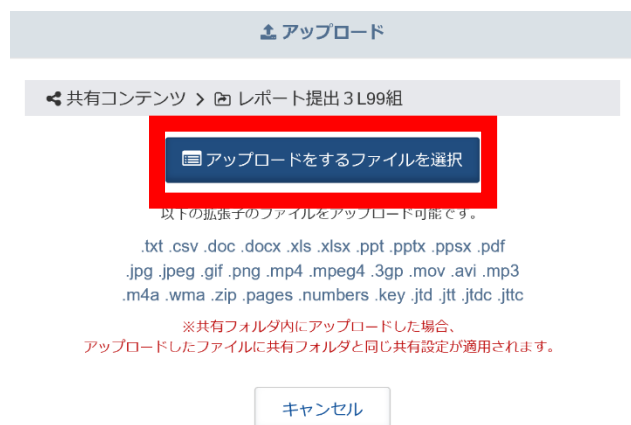 アップロード
共有コンテンツ > レポート提出３L99組
アップロードをするファイルを選択
以下の拡張子のファイルをアップロード可能です。
.txt .csv .doc .docx .xls .xlsx .ppt .pptx .ppsx .pdf
.jpg .jpeg .gif .png .mp4 .mpeg4 .3gp .mov .avi .mp3
.m4a .wma .zip .pages .numbers .key .jtd .jtt .jtdc .jttc
※共有フォルダ内にアップロードした場合、
アップロードしたファイルに共有フォルダと同じ共有設定が適用されます。
キャンセル